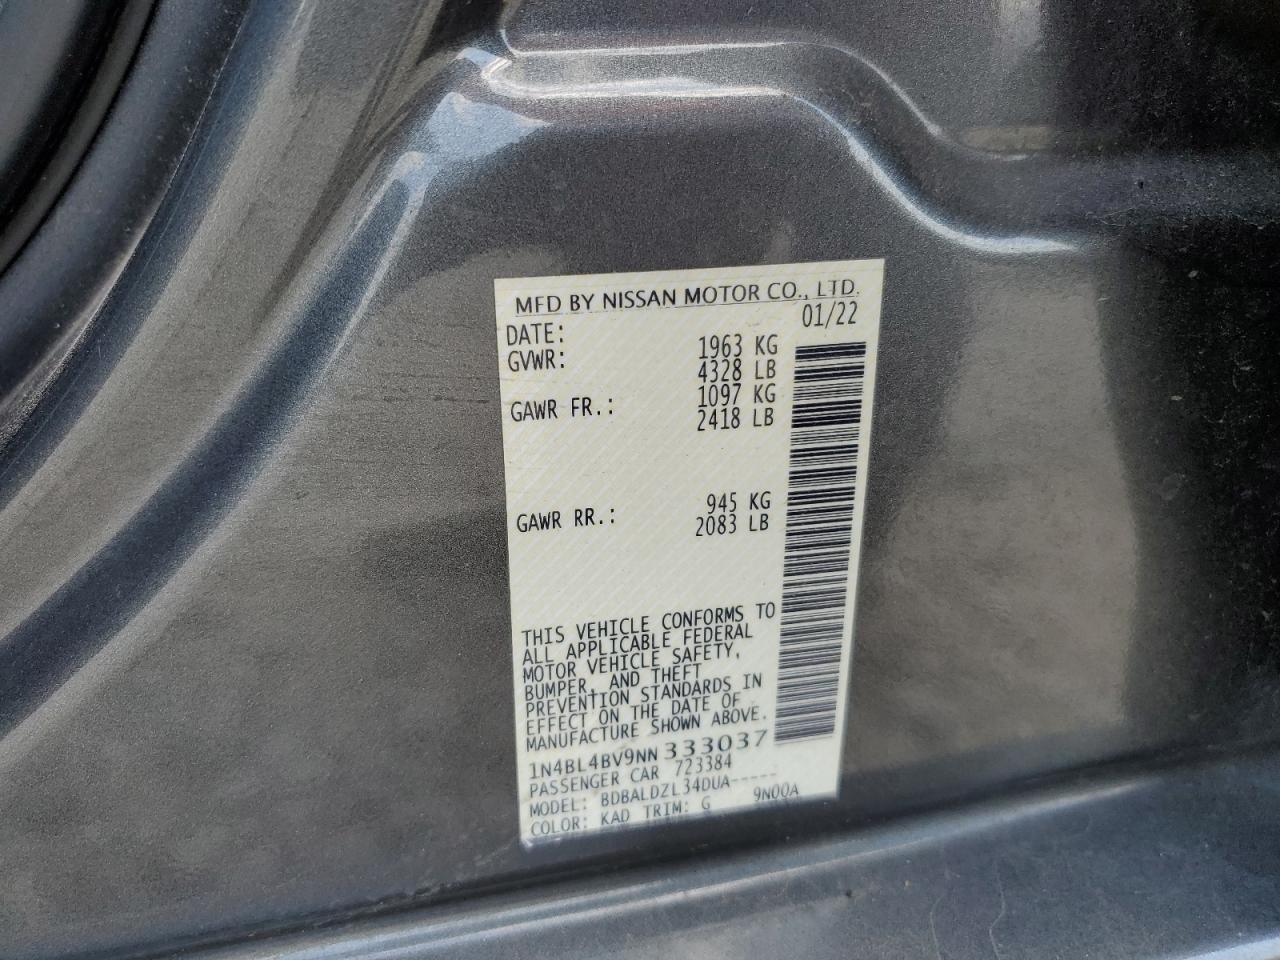 MFD BY NISSAN MOTOR CO., LTD.
DATE: 01/22
GVWR: 1963 KG
4328 LB
GAWR FR.: 1097 KG
2418 LB
GAWR RR.: 945 KG
2083 LB
THIS VEHICLE CONFORMS TO
ALL APPLICABLE FEDERAL
MOTOR VEHICLE SAFETY,
BUMPER, AND THEFT
PREVENTION STANDARDS IN
EFFECT ON THE DATE OF
MANUFACTURE SHOWN ABOVE.
1N4BL4BV9NN333037
PASSENGER CAR 723384
MODEL: BDBALDZL34DUA-----
COLOR: KAD TRIM: G 9N00A